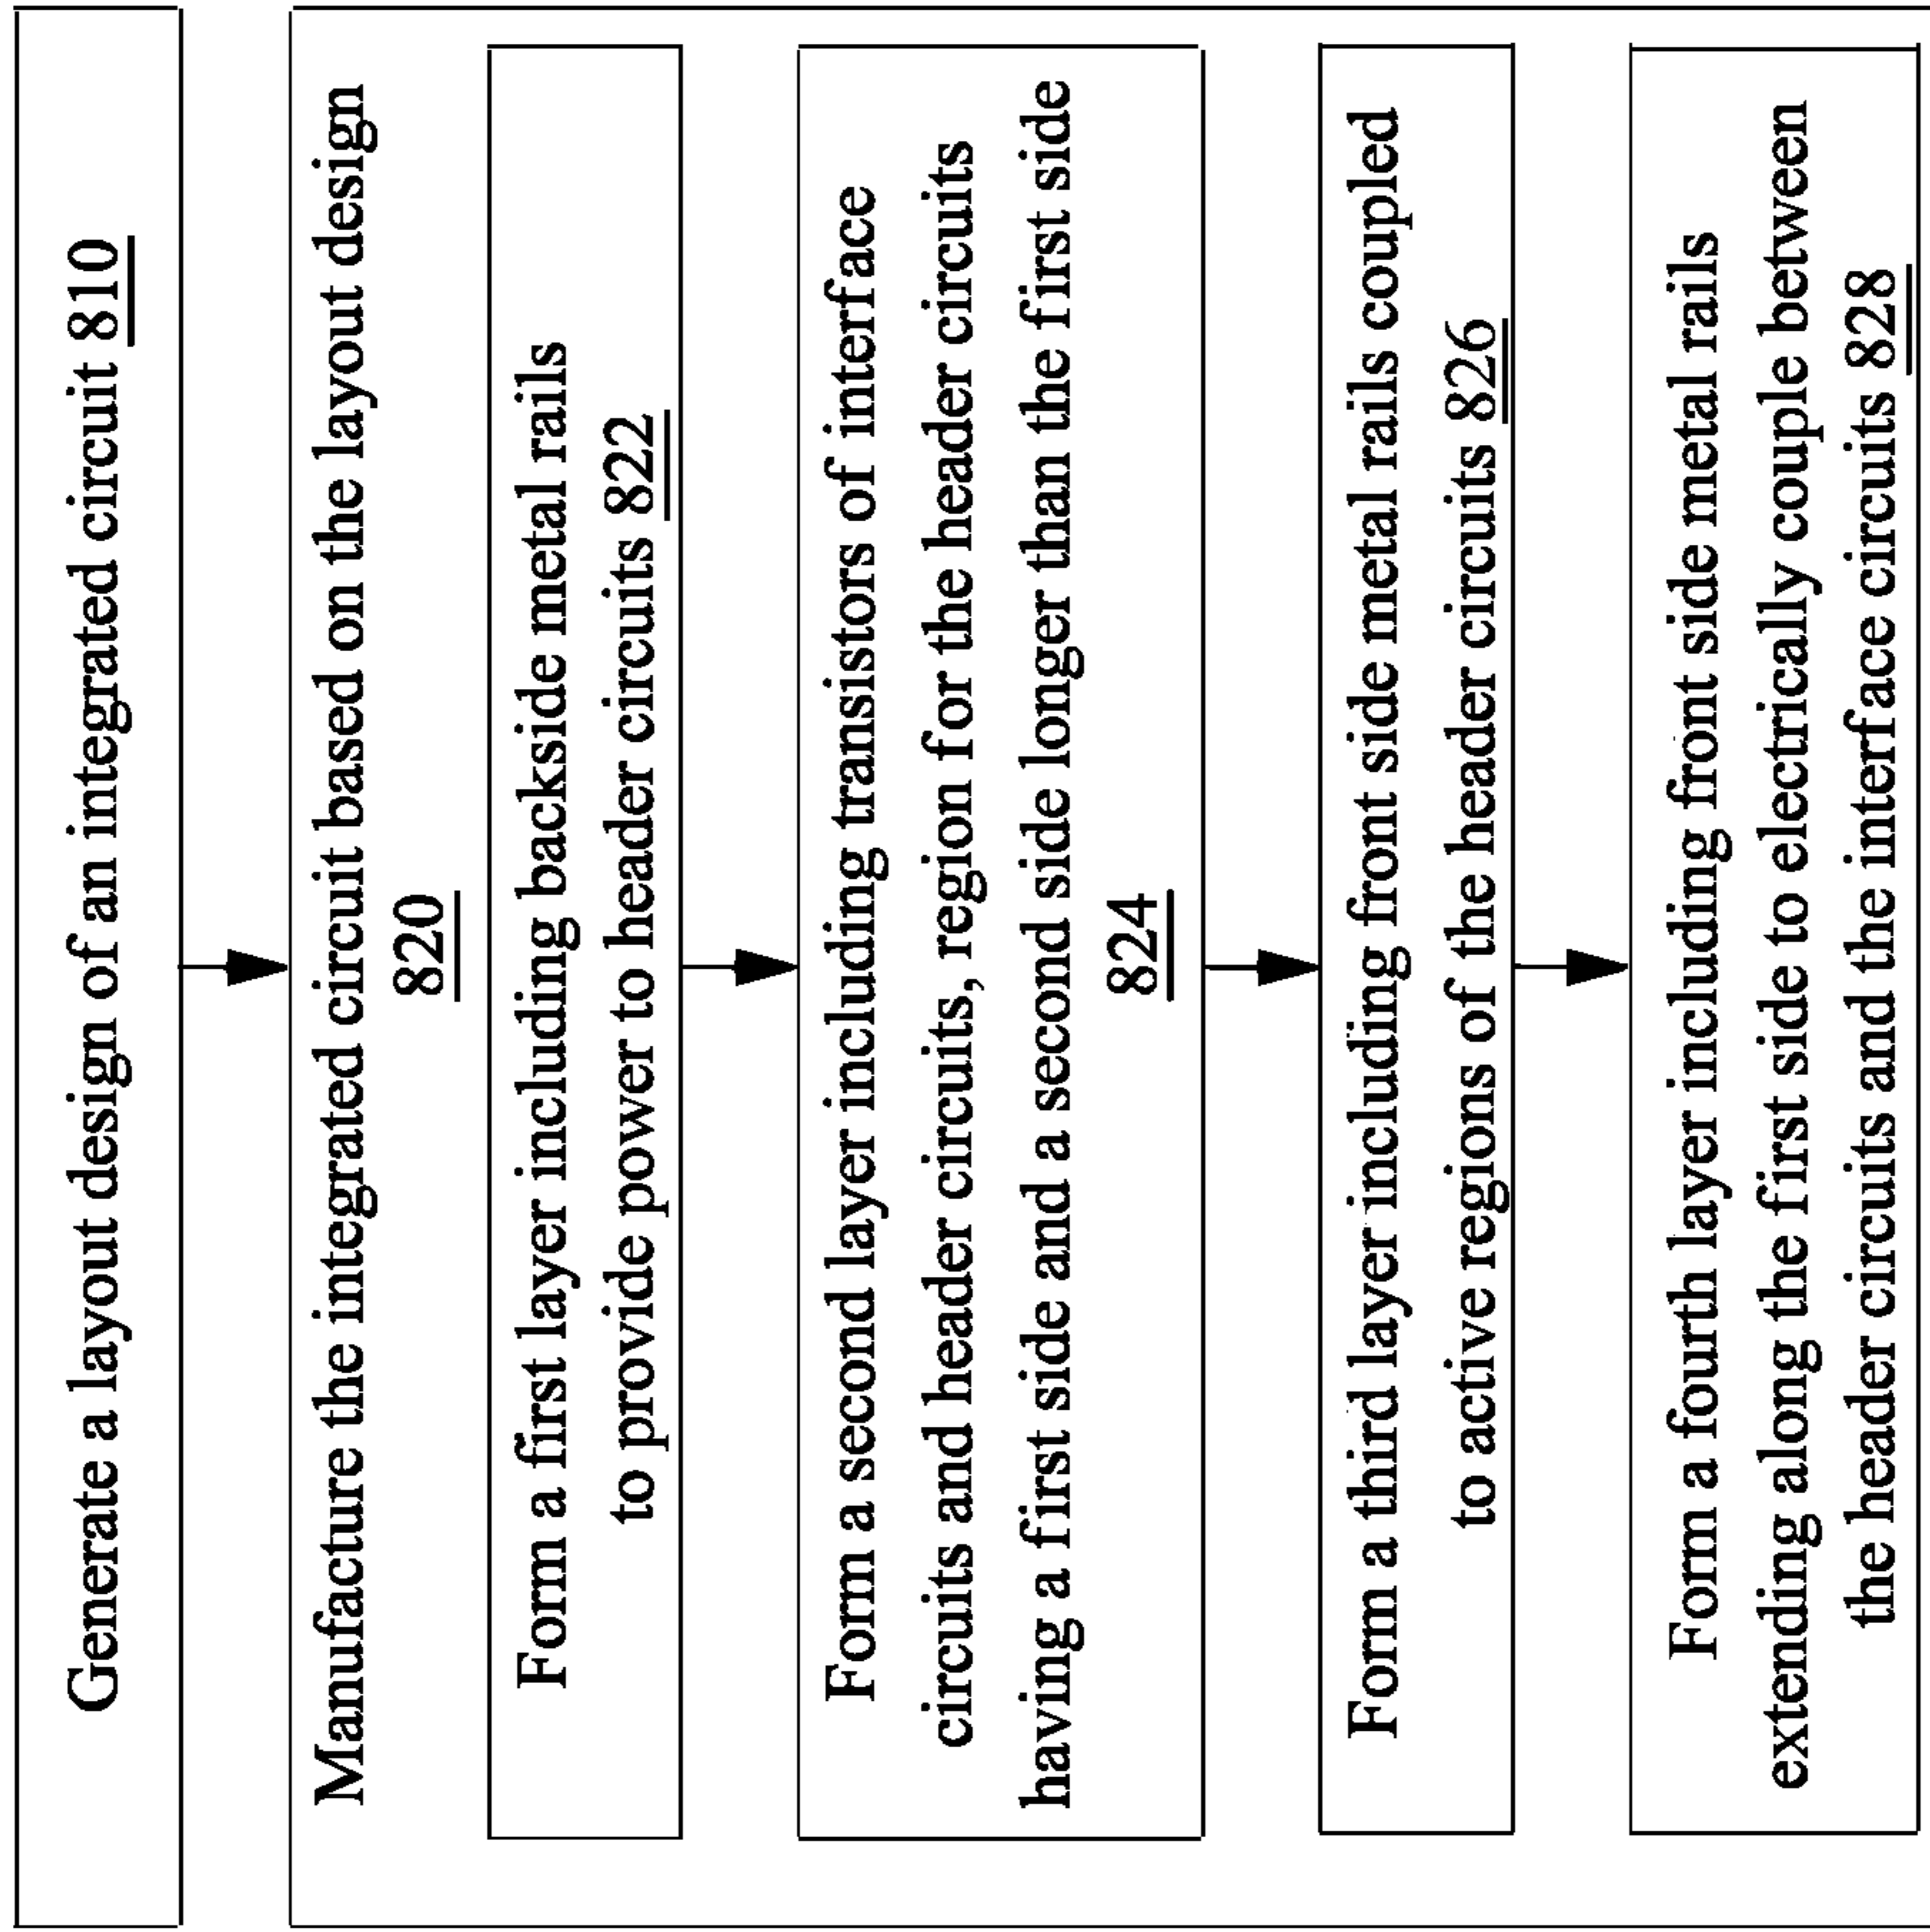 Generate a layout design of an integrated circuit 810
Manufacture the integrated circuit based on the layout design
820
Form a first layer including backside metal rails
to provide power to header circuits 822
Form a second layer including transistors of interface
circuits and header circuits, region for the header circuits
having a first side and a second side longer than the first side
824
Form a third layer including front side metal rails coupled
to active regions of the header circuits 826
Form a fourth layer including front side metal rails
extending along the first side to electrically couple between
the header circuits and the interface circuits 828